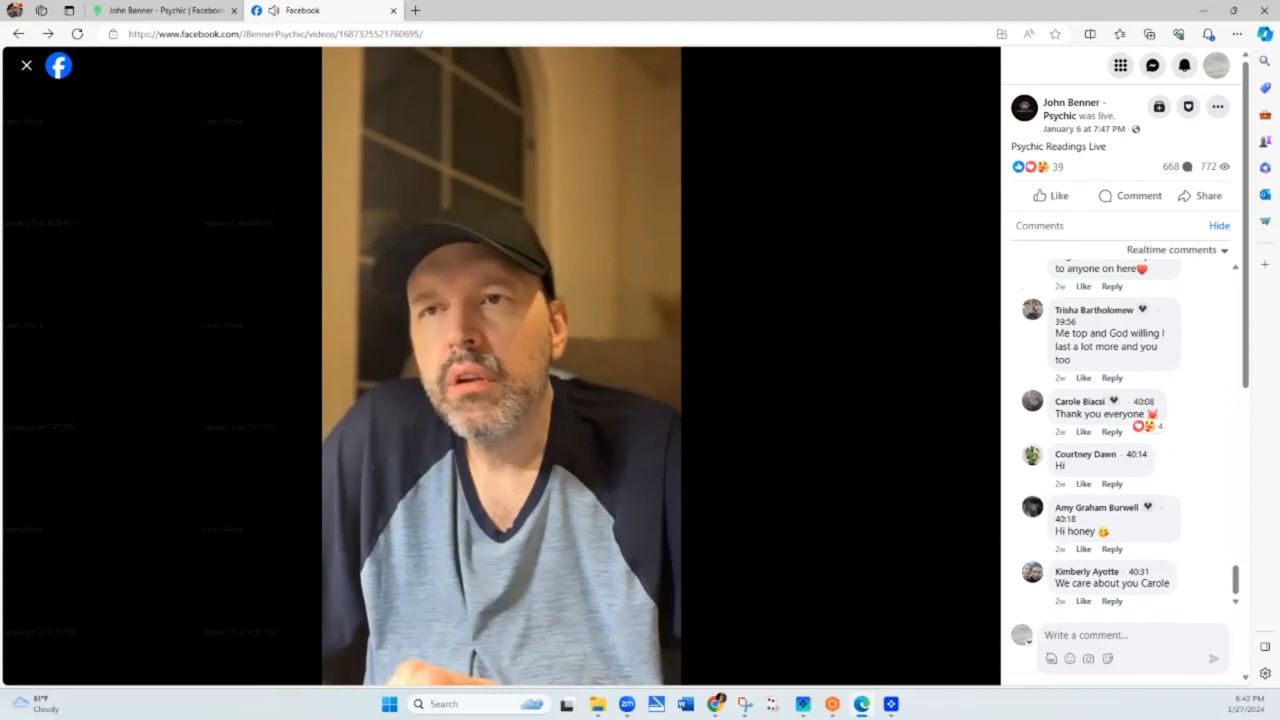 John Benner - Psychic | Facebook
Facebook
https://www.facebook.com/JBennerPsychic/videos/1687325521760695/
John Benner -
Psychic was live.
January 6 at 7:47 PM ·
Psychic Readings Live
39
668
772
Like
Comment
Share
Comments
Hide
Realtime comments
to anyone on here
2w Like Reply
Trisha Bartholomew ·
39:56
Me top and God willing I
last a lot more and you
too
2w Like Reply
Carole Biacsi · 40:08
Thank you everyone
4
2w Like Reply
Courtney Dawn · 40:14
Hi
2w Like Reply
Amy Graham Burwell ·
40:18
Hi honey
2w Like Reply
Kimberly Ayotte · 40:31
We care about you Carole
2w Like Reply
Write a comment...
61°F
Cloudy
Search
6:42 PM
1/27/2024